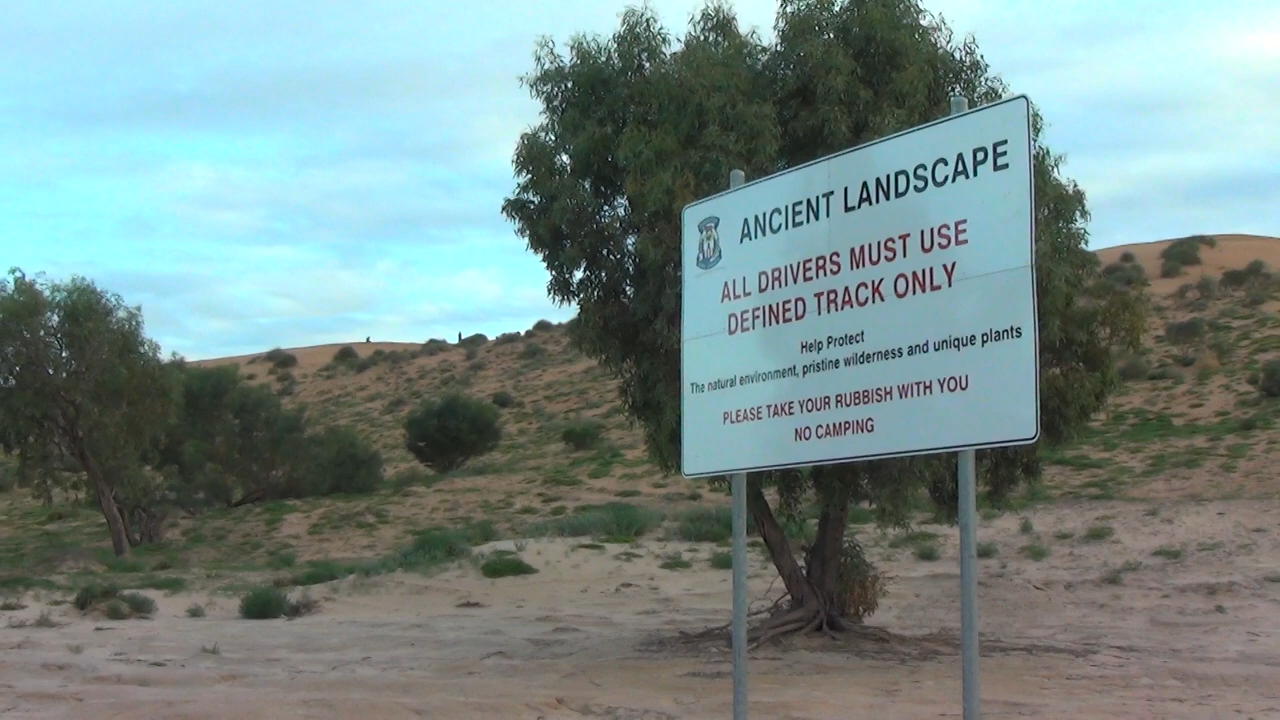 ANCIENT LANDSCAPE
ALL DRIVERS MUST USE
DEFINED TRACK ONLY
Help Protect
The natural environment, pristine wilderness and unique plants
PLEASE TAKE YOUR RUBBISH WITH YOU
NO CAMPING